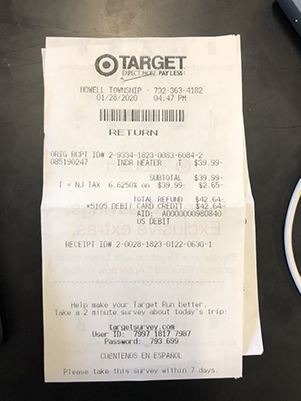 TARGET
EXPECT MORE. PAY LESS.
HOWELL TOWNSHIP - 732-363-4182
01/28/2020 04:47 PM
RETURN
ORIG RCPT ID# 2-9334-1823-0083-6084-2
085190247 INDR HEATER T $39.99-
SUBTOTAL $39.99-
T = NJ TAX 6.6250% on $39.99- $2.65-
TOTAL REFUND $42.64-
*5105 DEBIT CARD CREDIT $42.64-
AID: A0000000980840
US DEBIT
RECEIPT ID# 2-0028-1823-0122-0630-1
Help make your Target Run better.
Take a 2 minute survey about today's trip:
targetsurvey.com
User ID: 7997 1817 7987
Password: 793 699
CUÉNTENOS EN ESPAÑOL
Please take this survey within 7 days.